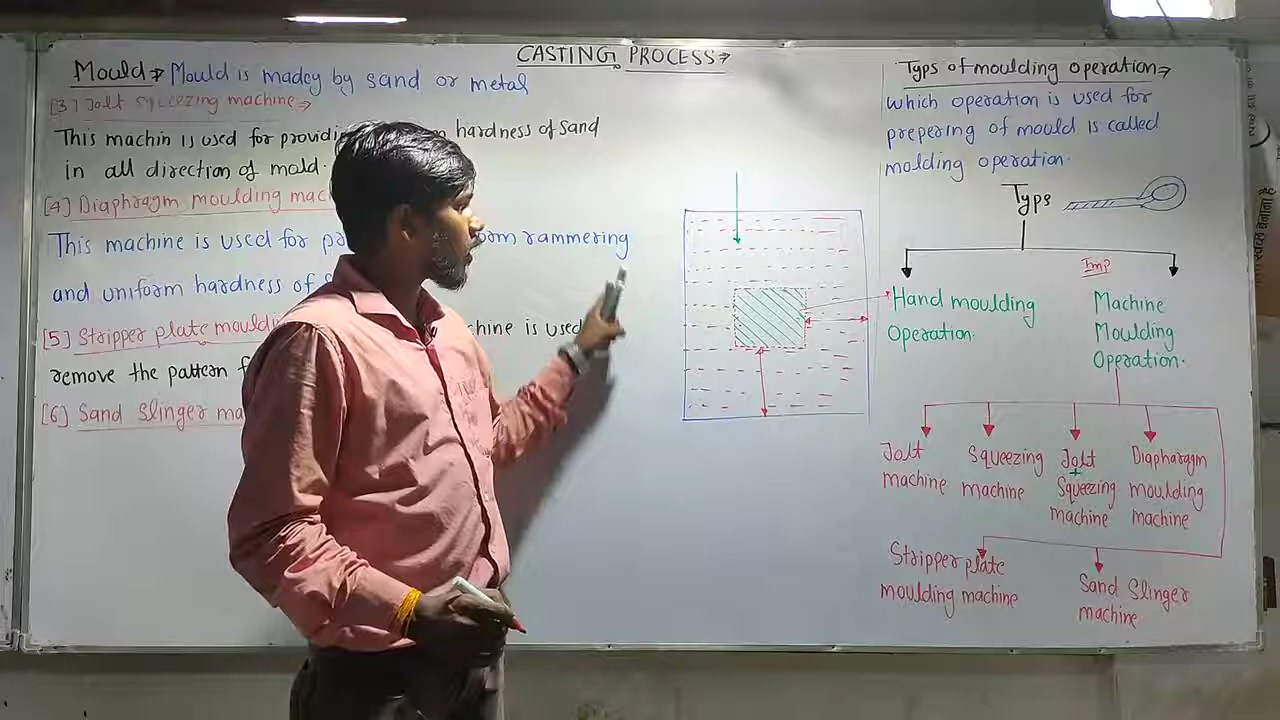 CASTING PROCESS→
Mould→ Mould is madey by sand or metal
[3] Jolt squeezing machine→
This machin is used for providi hardness of sand
in all direction of mold.
[4] Diaphragm moulding mac
This machine is used for rammering
and uniform hardness of
[5] Stripper plate mouldi chine is used
remove the pattern
[6] Sand Slinger ma
Typs of moulding operation→
which operation is used for
prepering of mould is called
molding operation.
Typs
Imp
Hand moulding
Operation.
Machine
Moulding
Operation.
Jolt
machine
Squeezing
machine
Jolt
+
Squeezing
machine
Diapharagm
moulding
machine
Stripper plate
moulding machine
Sand Slinger
machine